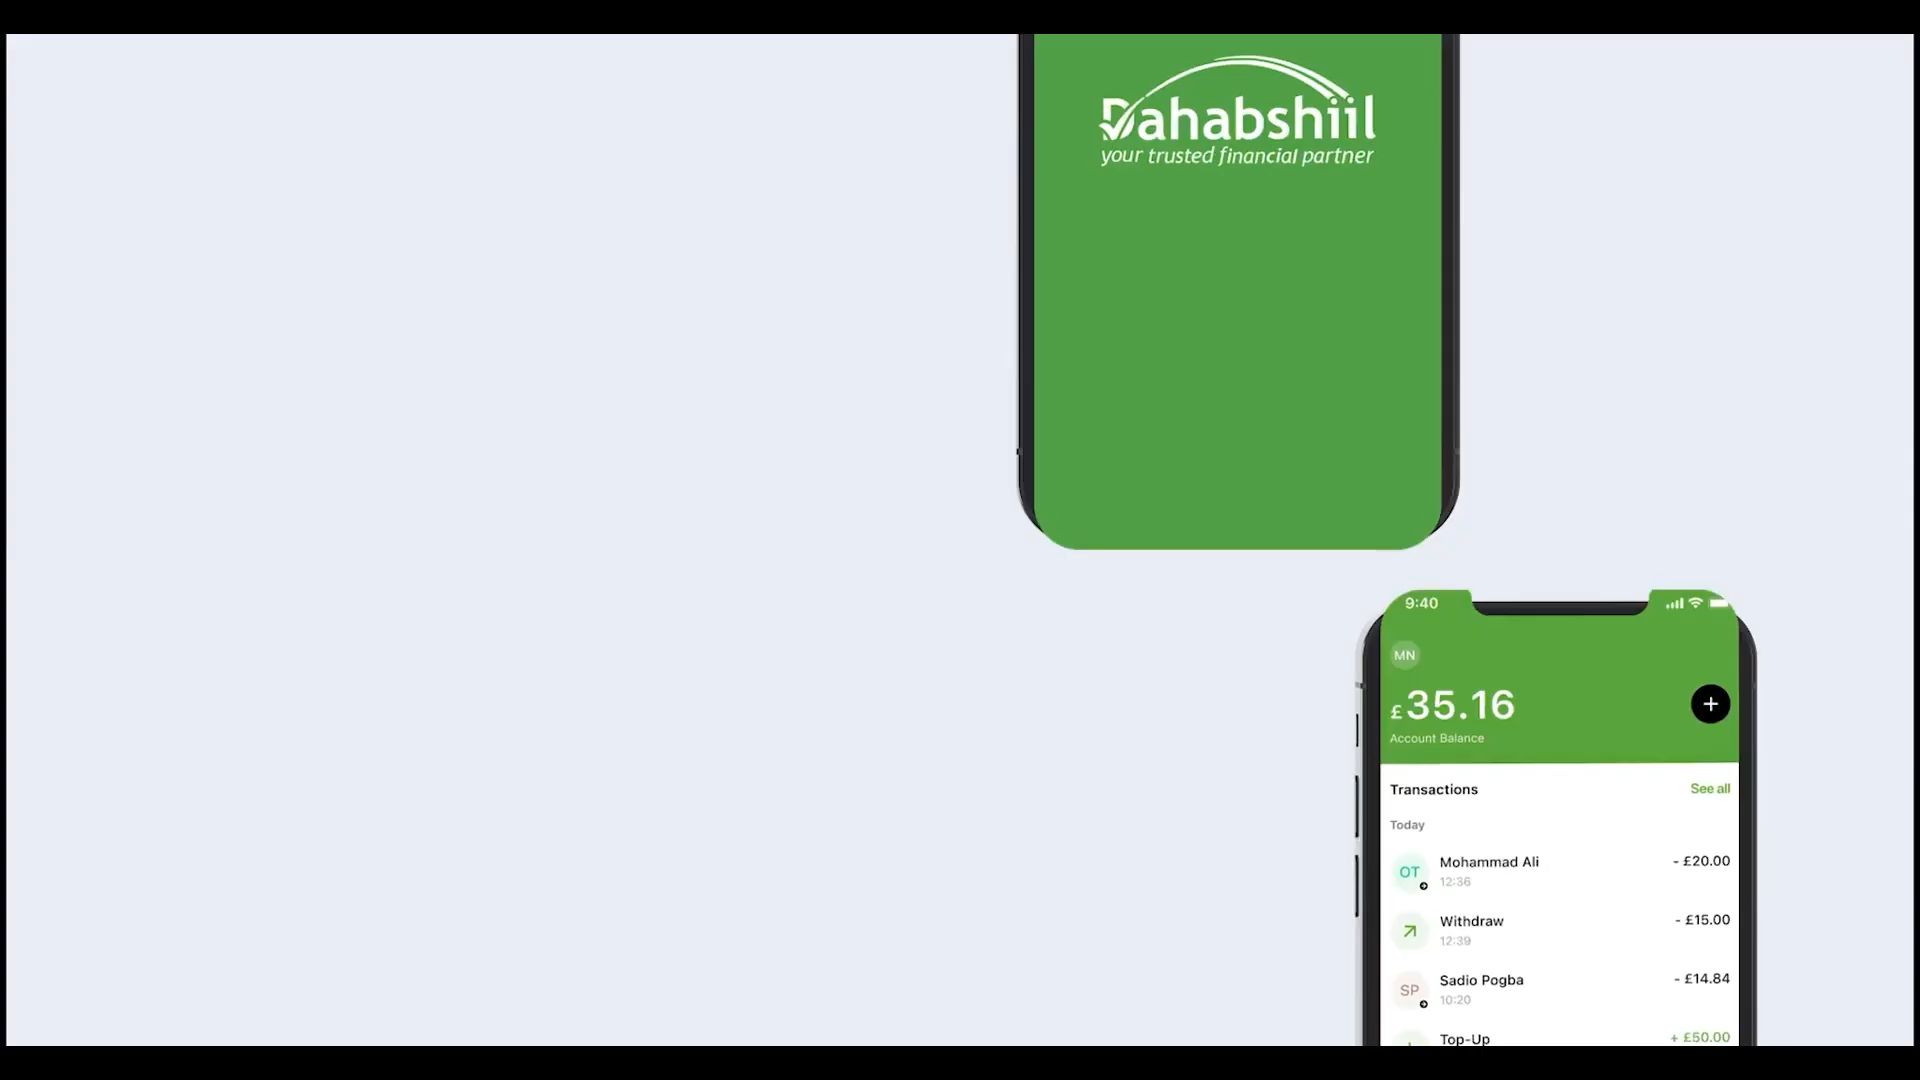 Dahabshiil
your trusted financial partner
9:40
MN
£35.16
+
Account Balance
Transactions
See all
Today
OT
Mohammad Ali
- £20.00
12:36
Withdraw
- £15.00
12:39
SP
Sadio Pogba
- £14.84
10:20
Top-Up
+ £50.00